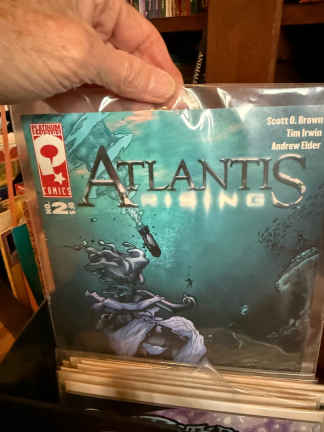 Scott O. Brown
Tim Irwin
Andrew Elder
PLATINUM
STUDIOS
COMICS
ATLANTIS
RISING
NO.
2